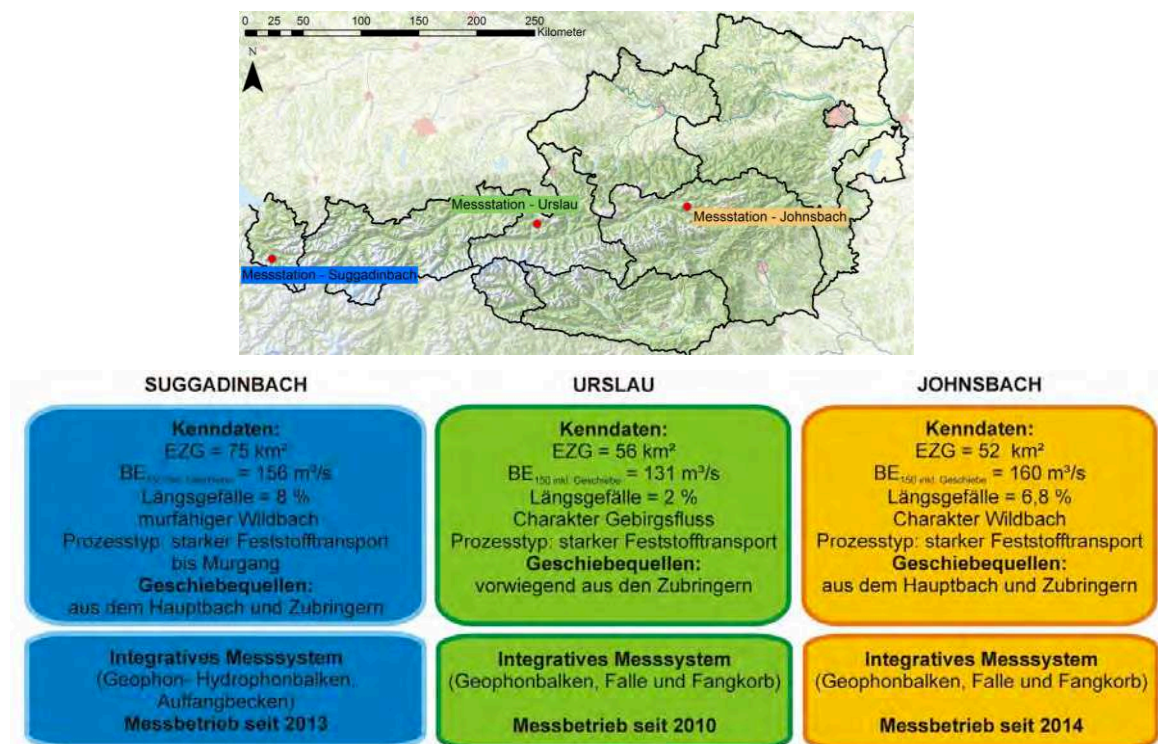 0 25 50 100 150 200 250
Kilometer
N
Messstation - Urslau
Messstation - Johnsbach
Messstation - Suggadinbach
SUGGADINBACH
Kenndaten:
EZG = 75 km²
BE150 inkl. Geschiebe = 156 m³/s
Längsgefälle = 8 %
murfähiger Wildbach
Prozesstyp: starker Feststofftransport
bis Murgang
Geschiebequellen:
aus dem Hauptbach und Zubringern
Integratives Messsystem
(Geophon- Hydrophonbalken,
Auffangbecken)
Messbetrieb seit 2013
URSLAU
Kenndaten:
EZG = 56 km²
BE150 inkl. Geschiebe = 131 m³/s
Längsgefälle = 2 %
Charakter Gebirgsfluss
Prozesstyp: starker Feststofftransport
Geschiebequellen:
vorwiegend aus den Zubringern
Integratives Messsystem
(Geophonbalken, Falle und Fangkorb)
Messbetrieb seit 2010
JOHNSBACH
Kenndaten:
EZG = 52 km²
BE150 inkl. Geschiebe = 160 m³/s
Längsgefälle = 6,8 %
Charakter Wildbach
Prozesstyp: starker Feststofftransport
Geschiebequellen:
aus dem Hauptbach und Zubringern
Integratives Messsystem
(Geophonbalken, Falle und Fangkorb)
Messbetrieb seit 2014